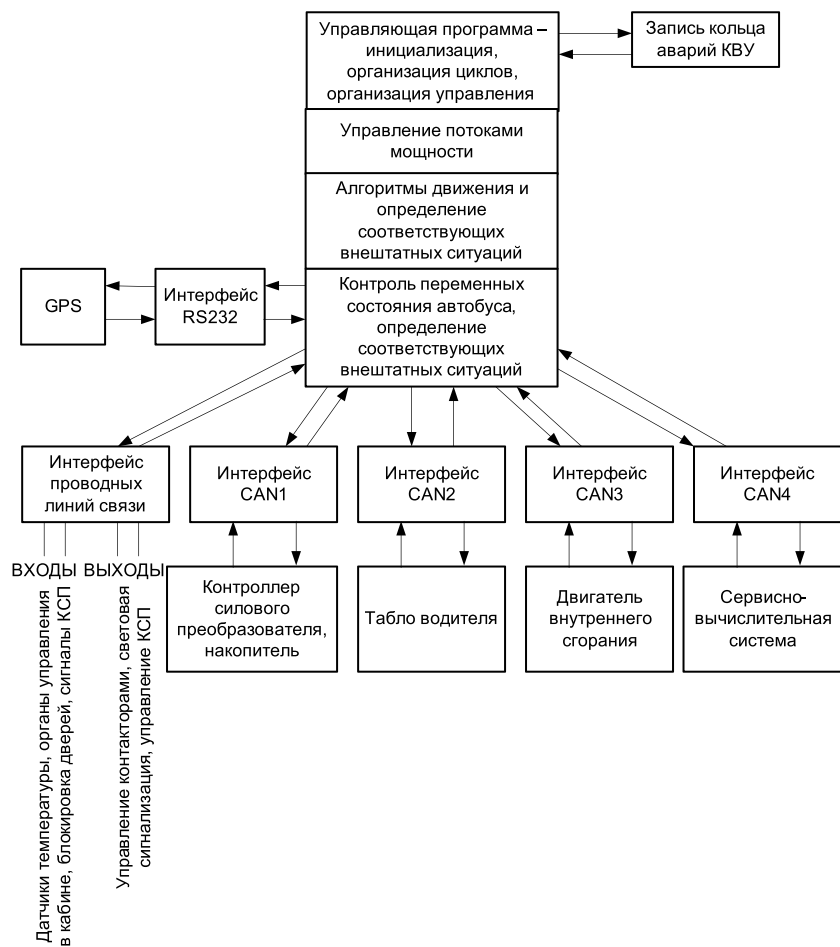 Управляющая программа –
инициализация,
организация циклов,
организация управления
Запись кольца
аварий КВУ
Управление потоками
мощности
Алгоритмы движения и
определение
соответствующих
внештатных ситуаций
Контроль переменных
состояния автобуса,
определение
соответствующих
внештатных ситуаций
GPS
Интерфейс
RS232
Интерфейс
проводных
линий связи
Интерфейс
CAN1
Интерфейс
CAN2
Интерфейс
CAN3
Интерфейс
CAN4
ВХОДЫ
ВЫХОДЫ
Датчики температуры, органы управления
в кабине, блокировка дверей, сигналы КСП
Управление контакторами, световая
сигнализация, управление КСП
Контроллер
силового
преобразователя,
накопитель
Табло водителя
Двигатель
внутреннего
сгорания
Сервисно-
вычислительная
система